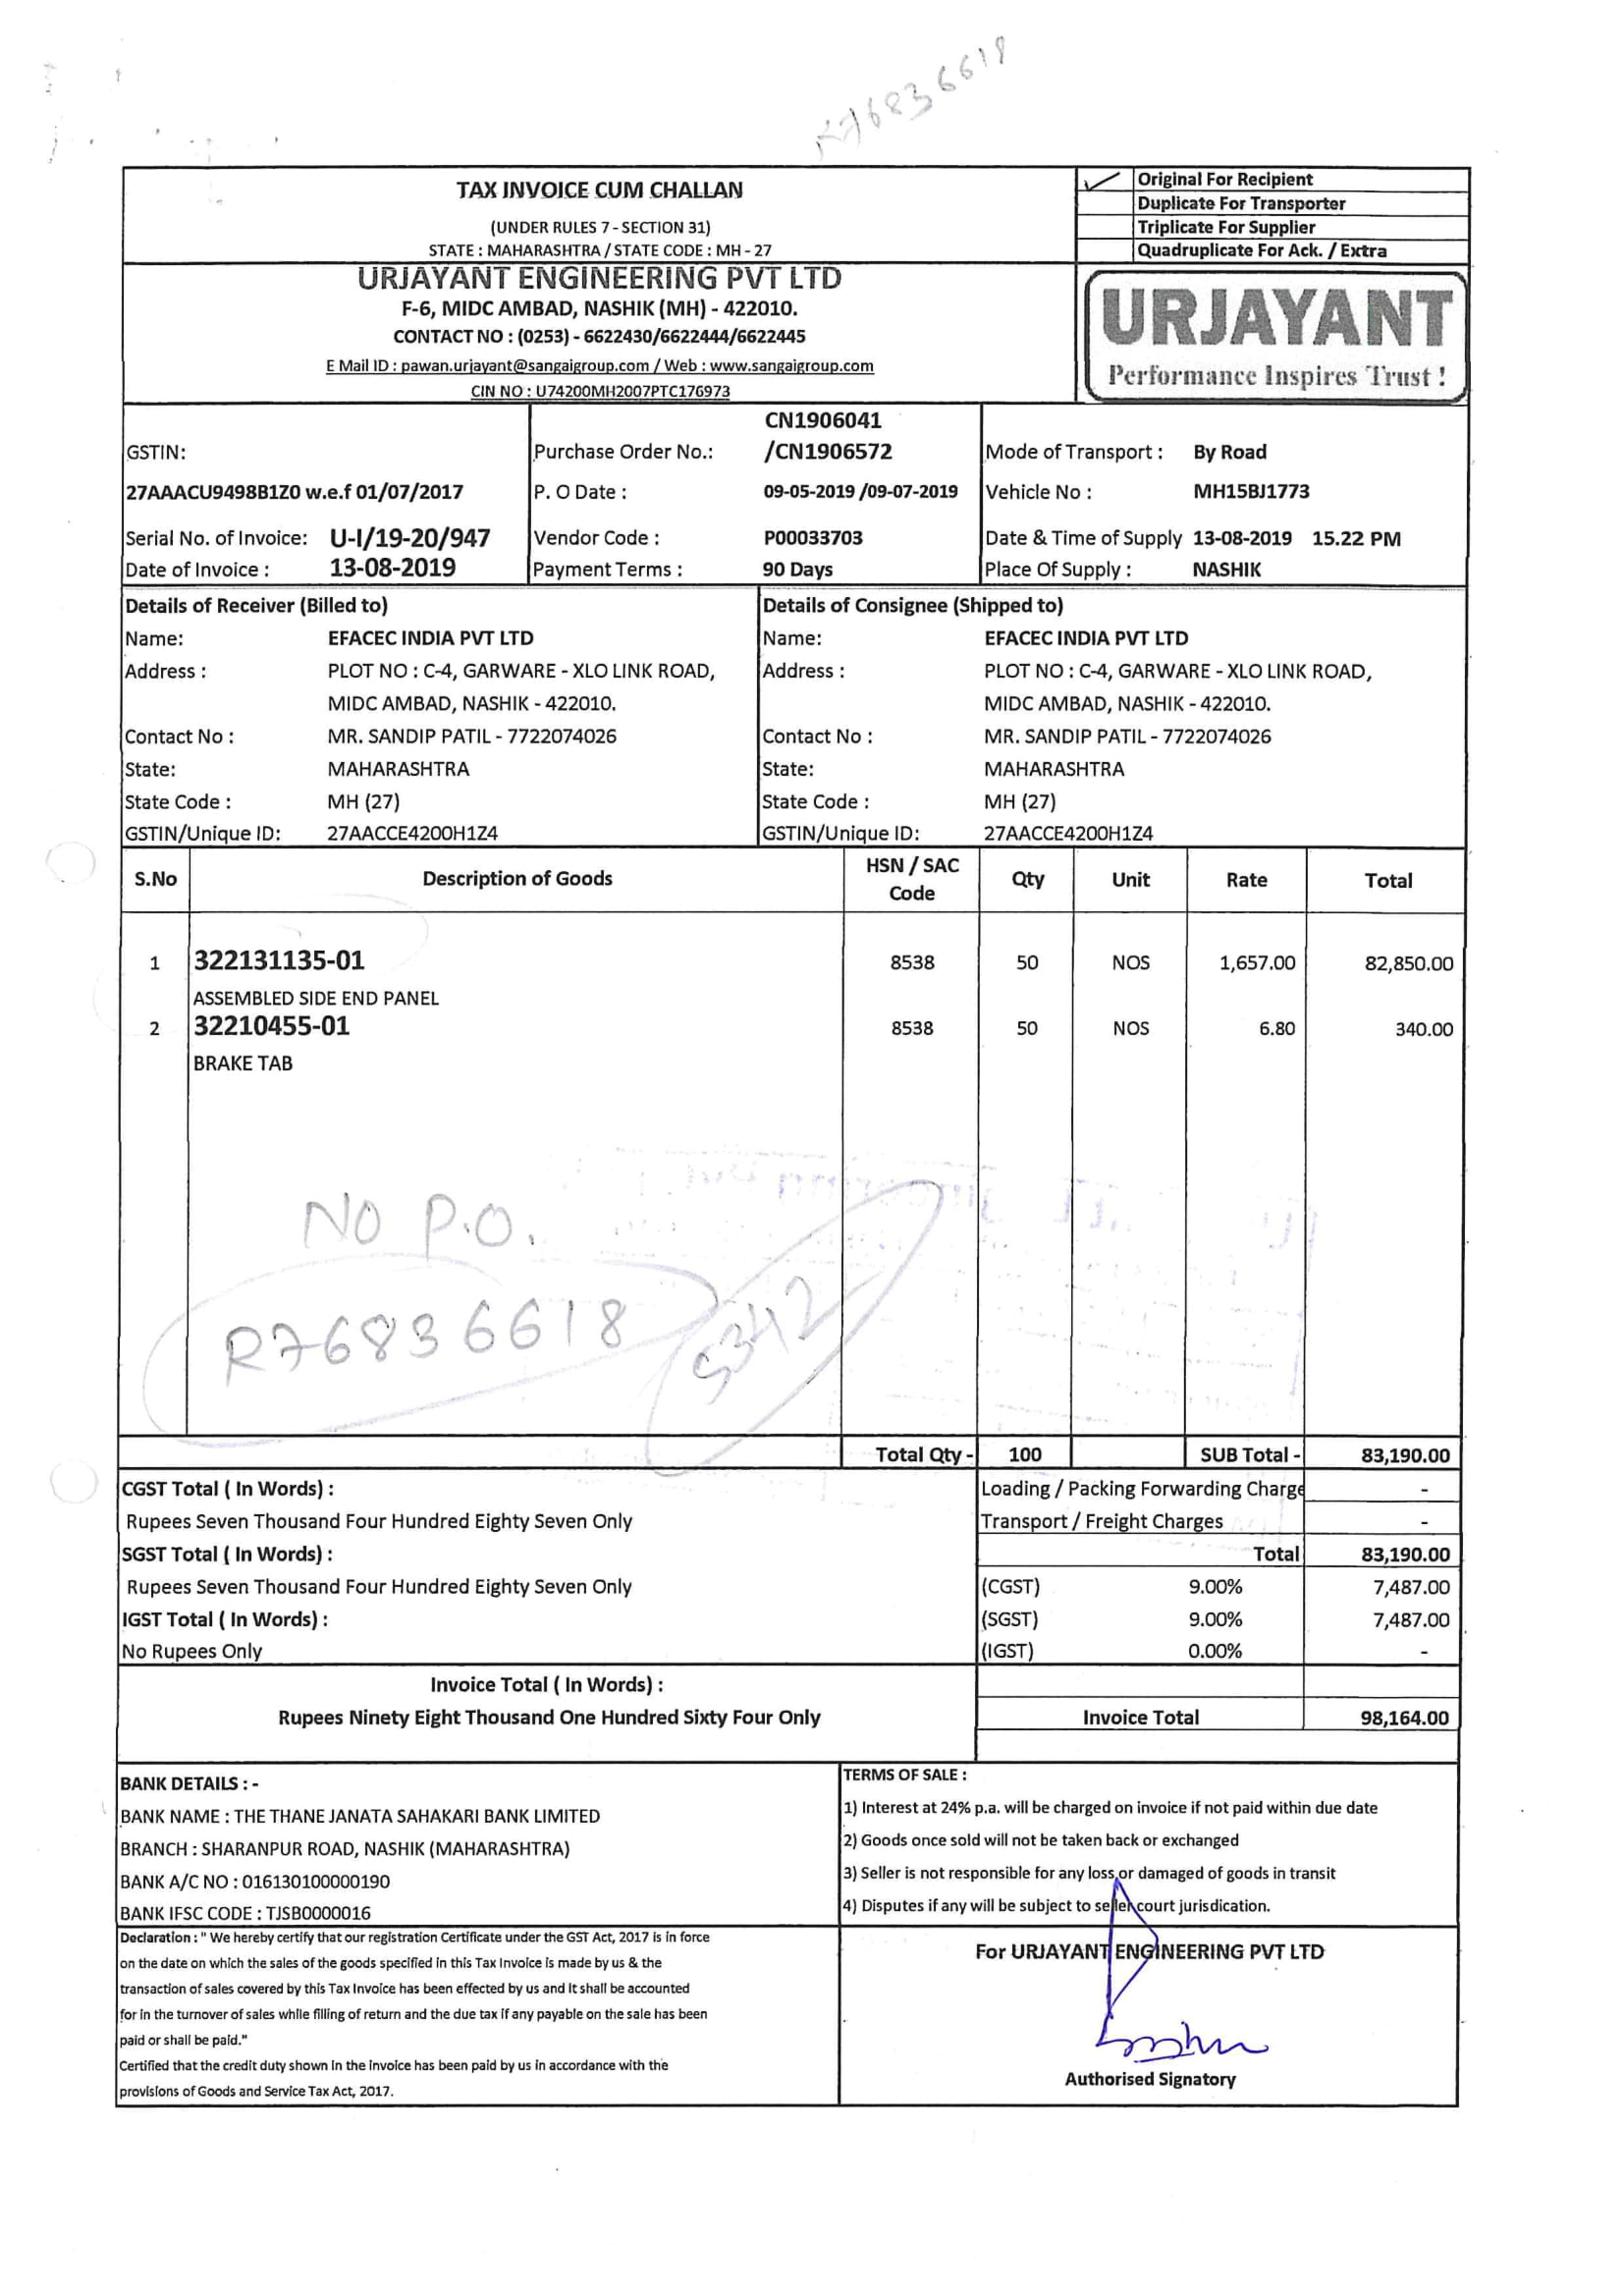 R76836618
TAX INVOICE CUM CHALLAN
(UNDER RULES 7 - SECTION 31)
STATE : MAHARASHTRA / STATE CODE : MH - 27
Original For Recipient
Duplicate For Transporter
Triplicate For Supplier
Quadruplicate For Ack. / Extra
URJAYANT ENGINEERING PVT LTD
F-6, MIDC AMBAD, NASHIK (MH) - 422010.
CONTACT NO : (0253) - 6622430/6622444/6622445
E Mail ID : pawan.urjayant@sangaigroup.com / Web : www.sangaigroup.com
CIN NO : U74200MH2007PTC176973
URJAYANT
Performance Inspires Trust !
GSTIN:
27AAACU9498B1Z0 w.e.f 01/07/2017
Serial No. of Invoice: U-I/19-20/947
Date of Invoice : 13-08-2019
CN1906041
Purchase Order No.: /CN1906572
P. O Date : 09-05-2019 /09-07-2019
Vendor Code : P00033703
Payment Terms : 90 Days
Mode of Transport : By Road
Vehicle No : MH15BJ1773
Date & Time of Supply 13-08-2019 15.22 PM
Place Of Supply : NASHIK
Details of Receiver (Billed to)
Name: EFACEC INDIA PVT LTD
Address : PLOT NO : C-4, GARWARE - XLO LINK ROAD,
MIDC AMBAD, NASHIK - 422010.
Contact No : MR. SANDIP PATIL - 7722074026
State: MAHARASHTRA
State Code : MH (27)
GSTIN/Unique ID: 27AACCE4200H1Z4
Details of Consignee (Shipped to)
Name: EFACEC INDIA PVT LTD
Address : PLOT NO : C-4, GARWARE - XLO LINK ROAD,
MIDC AMBAD, NASHIK - 422010.
Contact No : MR. SANDIP PATIL - 7722074026
State: MAHARASHTRA
State Code : MH (27)
GSTIN/Unique ID: 27AACCE4200H1Z4
S.No Description of Goods HSN / SAC Code Qty Unit Rate Total
1 322131135-01 8538 50 NOS 1,657.00 82,850.00
ASSEMBLED SIDE END PANEL
2 32210455-01 8538 50 NOS 6.80 340.00
BRAKE TAB
NO P.O.
R76836618
5342
Total Qty - 100 SUB Total - 83,190.00
CGST Total ( In Words) :
Rupees Seven Thousand Four Hundred Eighty Seven Only
SGST Total ( In Words) :
Rupees Seven Thousand Four Hundred Eighty Seven Only
IGST Total ( In Words) :
No Rupees Only
Loading / Packing Forwarding Charge -
Transport / Freight Charges -
Total 83,190.00
(CGST) 9.00% 7,487.00
(SGST) 9.00% 7,487.00
(IGST) 0.00% -
Invoice Total ( In Words) :
Rupees Ninety Eight Thousand One Hundred Sixty Four Only
Invoice Total 98,164.00
BANK DETAILS : -
BANK NAME : THE THANE JANATA SAHAKARI BANK LIMITED
BRANCH : SHARANPUR ROAD, NASHIK (MAHARASHTRA)
BANK A/C NO : 016130100000190
BANK IFSC CODE : TJSB0000016
TERMS OF SALE :
1) Interest at 24% p.a. will be charged on invoice if not paid within due date
2) Goods once sold will not be taken back or exchanged
3) Seller is not responsible for any loss or damaged of goods in transit
4) Disputes if any will be subject to seller court jurisdication.
Declaration : " We hereby certify that our registration Certificate under the GST Act, 2017 is in force
on the date on which the sales of the goods specified in this Tax Invoice is made by us & the
transaction of sales covered by this Tax Invoice has been effected by us and it shall be accounted
for in the turnover of sales while filling of return and the due tax if any payable on the sale has been
paid or shall be paid."
Certified that the credit duty shown in the invoice has been paid by us in accordance with the
provisions of Goods and Service Tax Act, 2017.
For URJAYANT ENGINEERING PVT LTD
Authorised Signatory